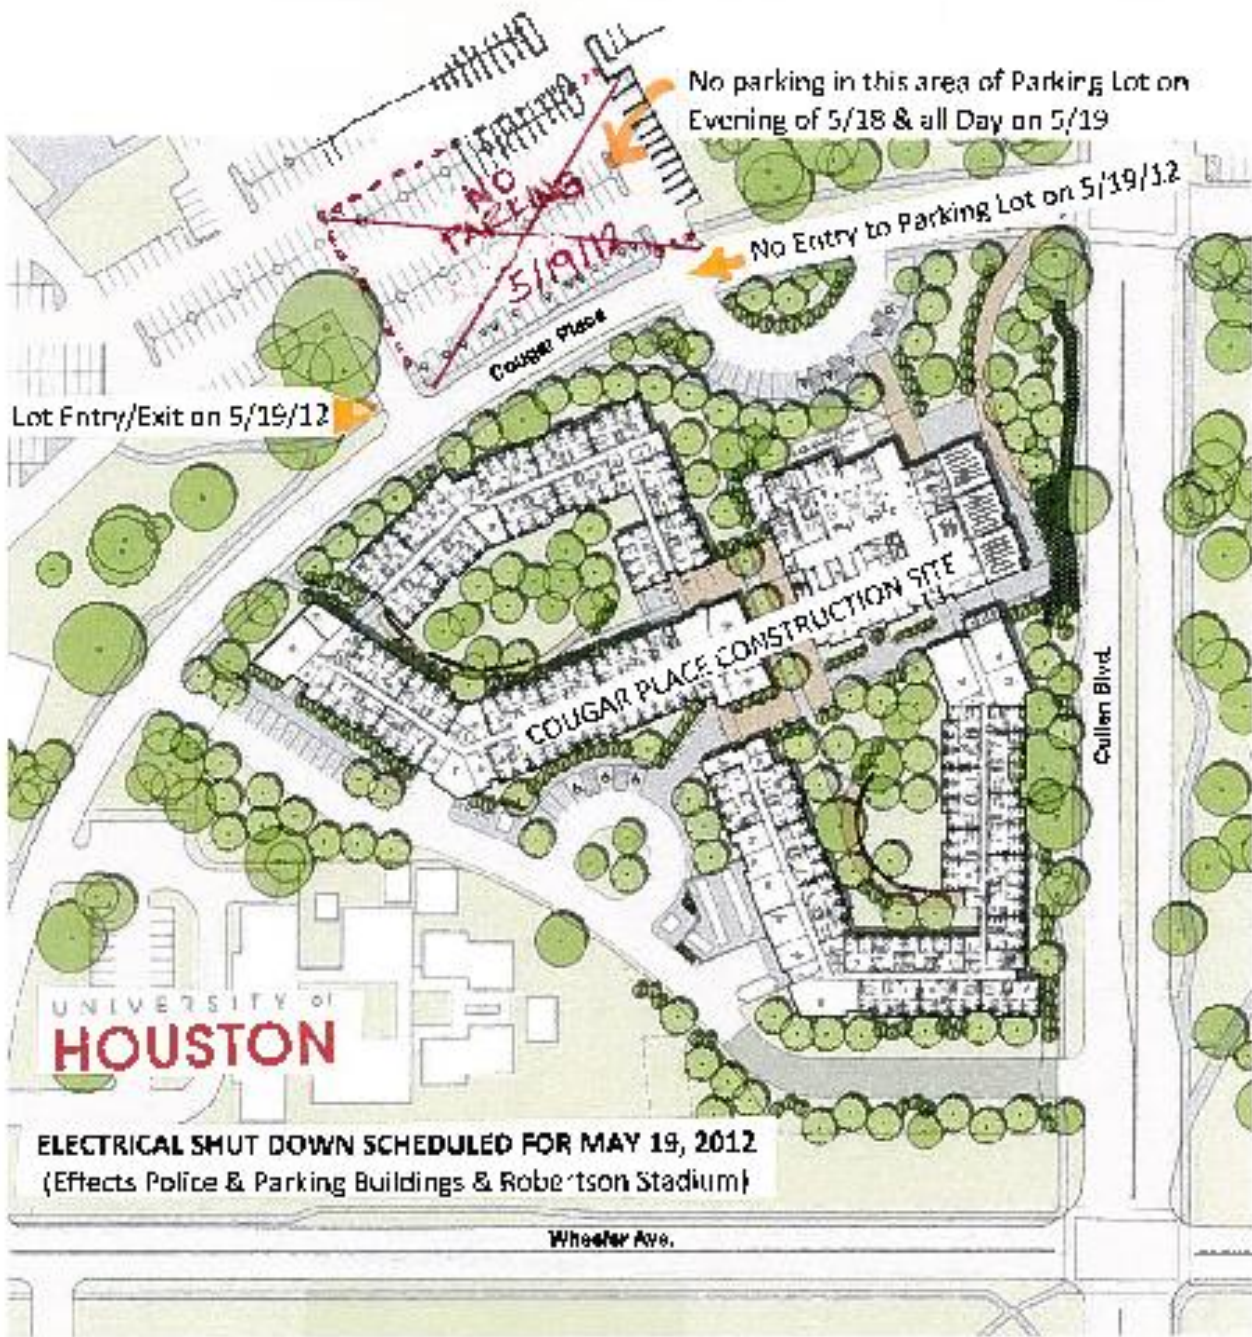 No parking in this area of Parking Lot on
Evening of 5/18 & all Day on 5/19
No Entry to Parking Lot on 5/19/12
NO
PARKING
5/19/12
Cougar Place
Lot Entry/Exit on 5/19/12
COUGAR PLACE CONSTRUCTION SITE
Cullen Blvd.
UNIVERSITY of
HOUSTON
ELECTRICAL SHUT DOWN SCHEDULED FOR MAY 19, 2012
(Effects Police & Parking Buildings & Robertson Stadium)
Wheeler Ave.